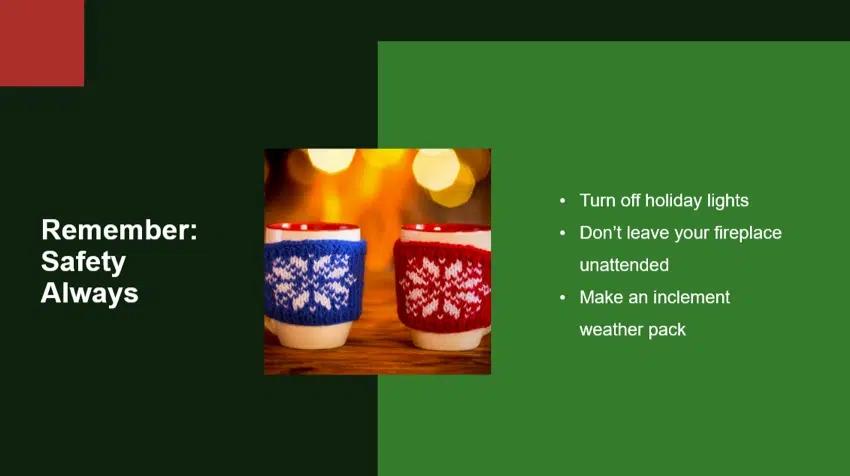 Remember:
Safety
Always
• Turn off holiday lights
• Don’t leave your fireplace
unattended
• Make an inclement
weather pack